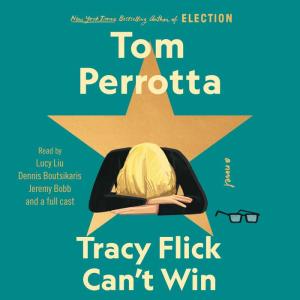 New York Times Bestselling Author of ELECTION
Tom
Perrotta
Read by
Lucy Liu
Dennis Boutsikaris
Jeremy Bobb
and a full cast
a novel
Tracy Flick
Can't Win